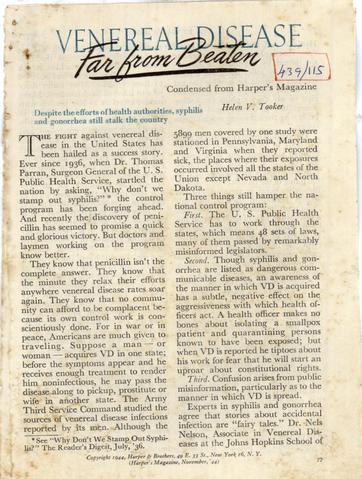 VENEREAL DISEASE
Far from Beaten
439/115
Condensed from Harper's Magazine
Despite the efforts of health authorities, syphilis
and gonorrhea still stalk the country
Helen V. Tooker
THE FIGHT against venereal dis-
ease in the United States has
been hailed as a success story.
Ever since 1936, when Dr. Thomas
Parran, Surgeon General of the U. S.
Public Health Service, startled the
nation by asking, "Why don't we
stamp out syphilis?" * the control
program has been forging ahead.
And recently the discovery of peni-
cillin has seemed to promise a quick
and glorious victory. But doctors and
laymen working on the program
know better.
They know that penicillin isn't the
complete answer. They know that
the minute they relax their efforts
anywhere venereal disease rates soar
again. They know that no commu-
nity can afford to be complacent be-
cause its own control work is con-
scientiously done. For in war or in
peace, Americans are much given to
traveling. Suppose a man — or
woman — acquires VD in one state;
before the symptoms appear and he
receives enough treatment to render
him noninfectious, he may pass the
disease along to pickup, prostitute or
wife in another state. The Army
Third Service Command studied the
sources of venereal disease infections
reported by its men. Although the
* See "Why Don't We Stamp Out Syphi-
lis?" The Reader's Digest, July, '36.
5899 men covered by one study were
stationed in Pennsylvania, Maryland
and Virginia when they reported
sick, the places where their exposures
occurred involved all the states of the
Union except Nevada and North
Dakota.
Three things still hamper the na-
tional control program:
First. The U. S. Public Health
Service has to work through the
states, which means 48 sets of laws,
many of them passed by remarkably
misinformed legislators.
Second. Though syphilis and gon-
orrhea are listed as dangerous com-
municable diseases, an awareness of
the manner in which VD is acquired
has a subtle, negative effect on the
aggressiveness with which health of-
ficers act. A health officer makes no
bones about isolating a smallpox
patient and quarantining persons
known to have been exposed; but
when VD is reported he tiptoes about
his work for fear he will start an
uproar about constitutional rights.
Third. Confusion arises from public
misinformation, particularly as to the
manner in which VD is spread.
Experts in syphilis and gonorrhea
agree that stories about accidental
infection are "fairy tales." Dr. Nels
Nelson, Associate in Venereal Dis-
eases at the Johns Hopkins School of
Copyright 1944, Harper & Brothers, 49 E. 33 St., New York 16, N. Y.
(Harper's Magazine, November, '44)
77